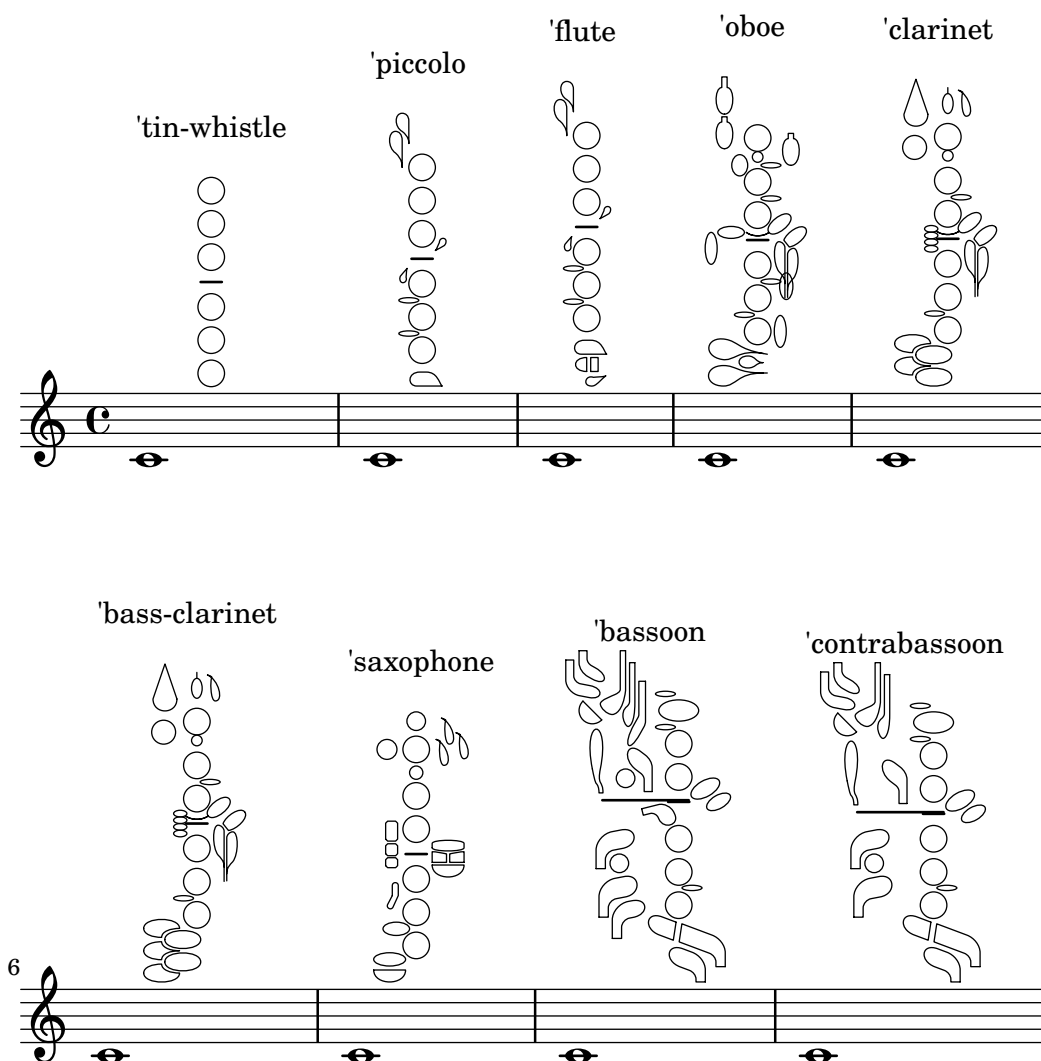 'tin-whistle
'piccolo
'flute
'oboe
'clarinet
'bass-clarinet
'saxophone
'bassoon
'contrabassoon
6